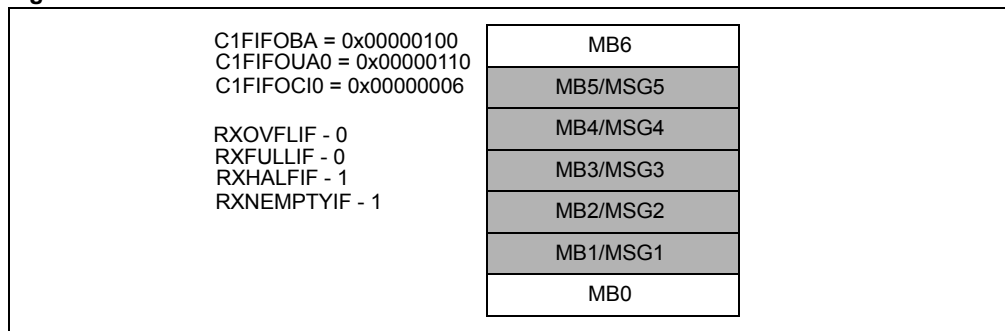 C1FIFOBA = 0x00000100
C1FIFOUA0 = 0x00000110
C1FIFOCI0 = 0x00000006
RXOVFLIF - 0
RXFULLIF - 0
RXHALFIF - 1
RXNEMPTYIF - 1
MB6
MB5/MSG5
MB4/MSG4
MB3/MSG3
MB2/MSG2
MB1/MSG1
MB0